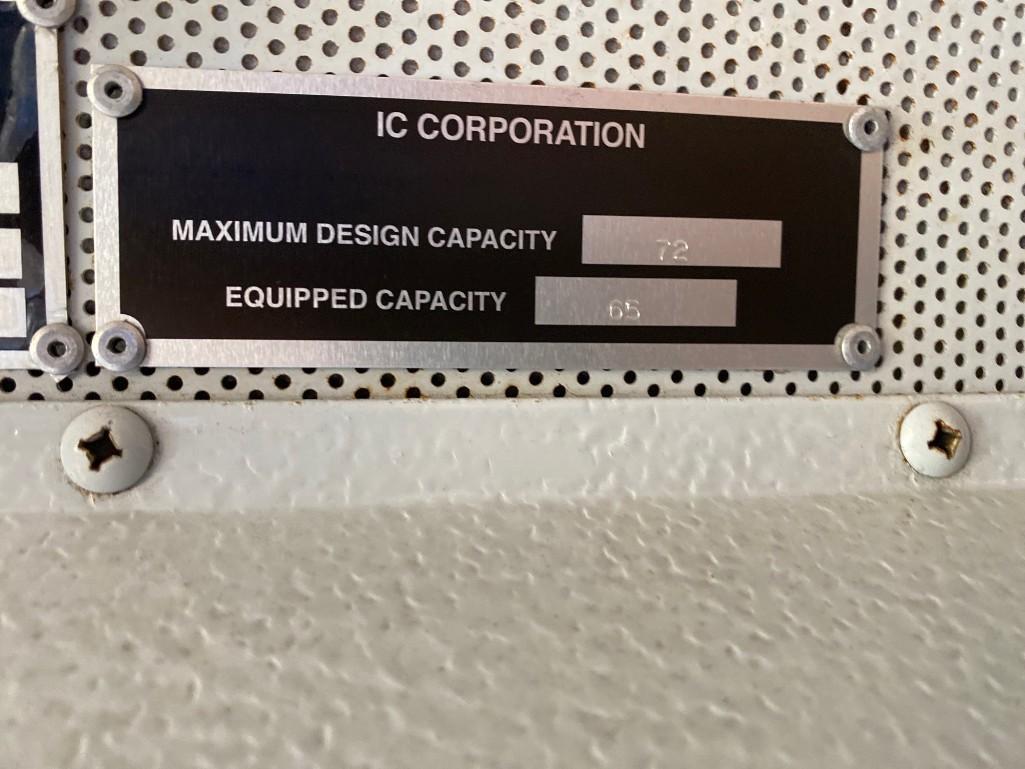 IC CORPORATION
MAXIMUM DESIGN CAPACITY 72
EQUIPPED CAPACITY 65